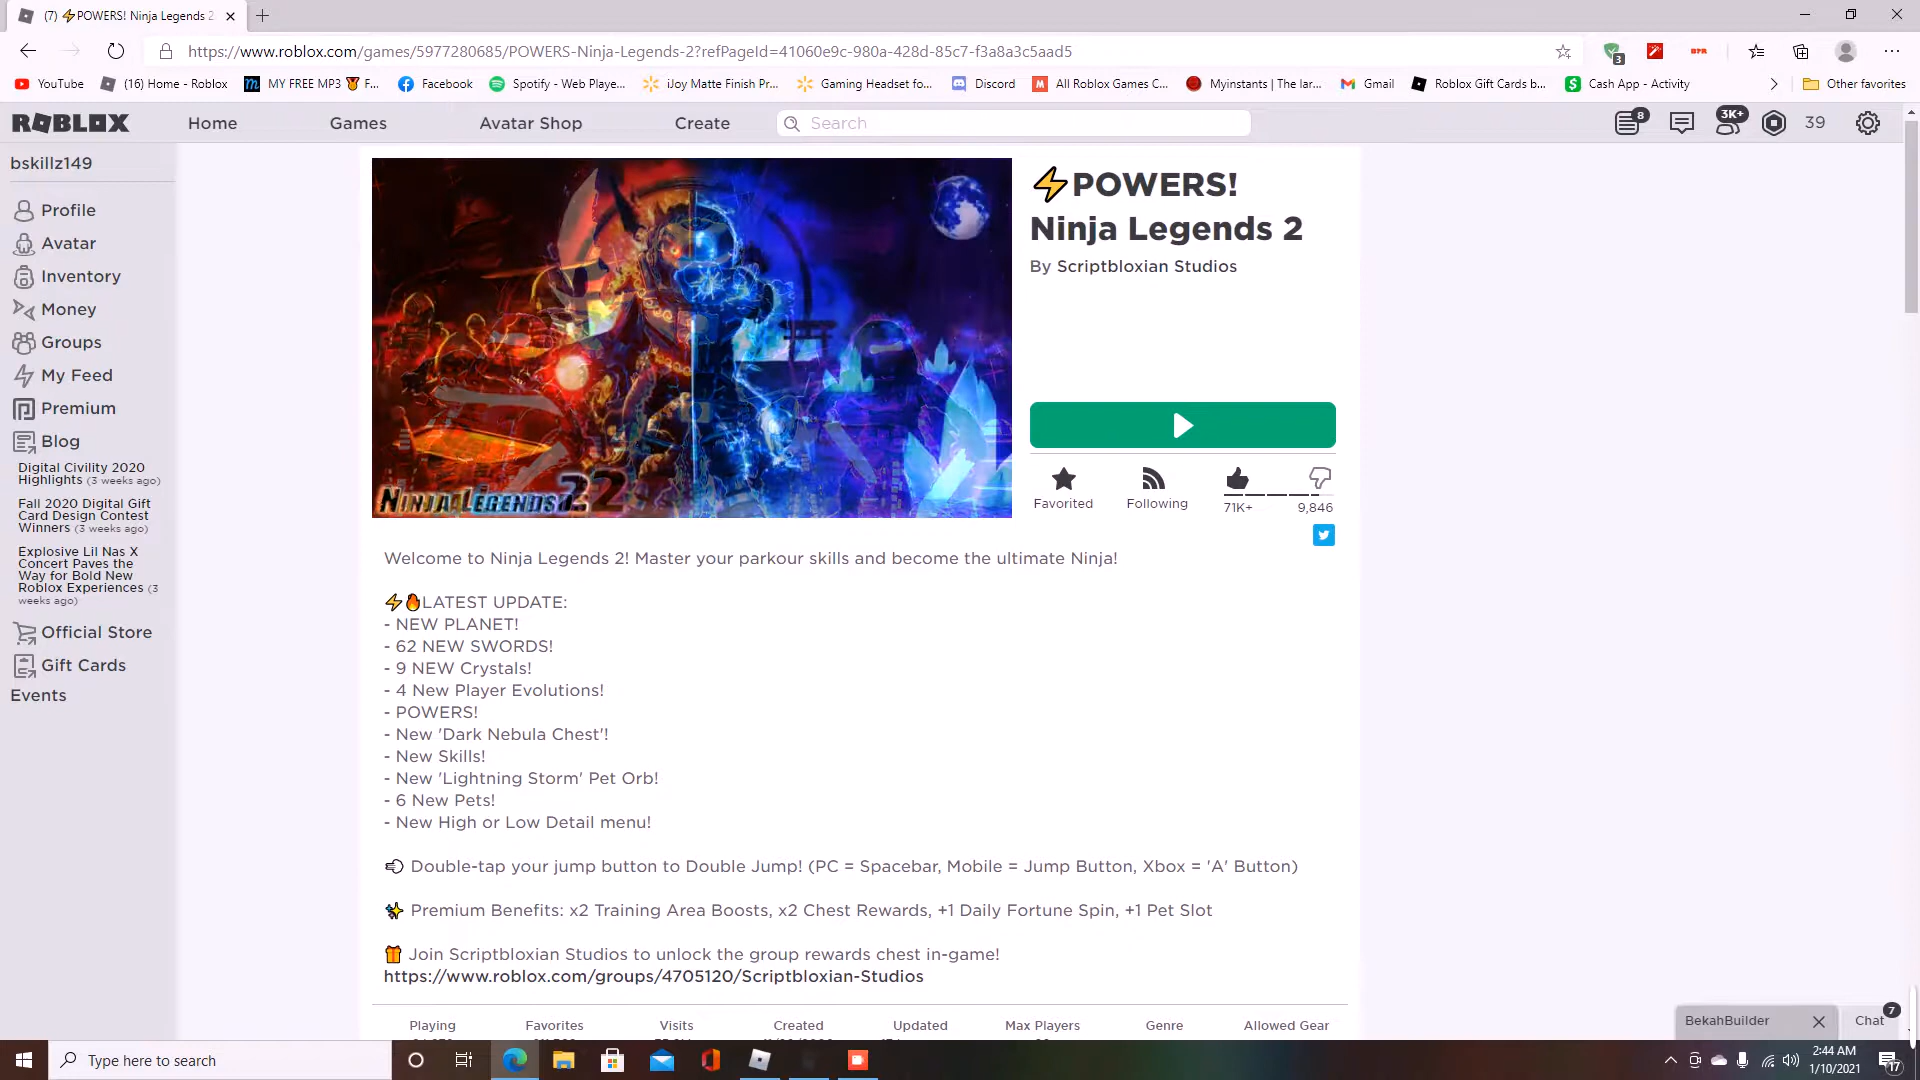 (7) ⚡POWERS! Ninja Legends 2
https://www.roblox.com/games/5977280685/POWERS-Ninja-Legends-2?refPageId=41060e9c-980a-428d-85c7-f3a8a3c5aad5
3
YouTube
(16) Home - Roblox
MY FREE MP3 🏅 F...
Facebook
Spotify - Web Playe...
iJoy Matte Finish Pr...
Gaming Headset fo...
Discord
All Roblox Games C...
Myinstants | The lar...
Gmail
Roblox Gift Cards b...
Cash App - Activity
Other favorites
ROBLOX
Home
Games
Avatar Shop
Create
Search
8
3K+
39
bskillz149
Profile
Avatar
Inventory
Money
Groups
My Feed
Premium
Blog
Digital Civility 2020
Highlights (3 weeks ago)
Fall 2020 Digital Gift
Card Design Contest
Winners (3 weeks ago)
Explosive Lil Nas X
Concert Paves the
Way for Bold New
Roblox Experiences (3
weeks ago)
Official Store
Gift Cards
Events
NINJA LEGENDS 2
⚡POWERS!
Ninja Legends 2
By Scriptbloxian Studios
Favorited
Following
71K+
9,846
Welcome to Ninja Legends 2! Master your parkour skills and become the ultimate Ninja!
⚡🔥LATEST UPDATE:
- NEW PLANET!
- 62 NEW SWORDS!
- 9 NEW Crystals!
- 4 New Player Evolutions!
- POWERS!
- New 'Dark Nebula Chest'!
- New Skills!
- New 'Lightning Storm' Pet Orb!
- 6 New Pets!
- New High or Low Detail menu!
💨 Double-tap your jump button to Double Jump! (PC = Spacebar, Mobile = Jump Button, Xbox = 'A' Button)
✨ Premium Benefits: x2 Training Area Boosts, x2 Chest Rewards, +1 Daily Fortune Spin, +1 Pet Slot
🎁 Join Scriptbloxian Studios to unlock the group rewards chest in-game!
https://www.roblox.com/groups/4705120/Scriptbloxian-Studios
Playing
Favorites
Visits
Created
Updated
Max Players
Genre
Allowed Gear
BekahBuilder
Chat
7
Type here to search
2:44 AM
1/10/2021
17